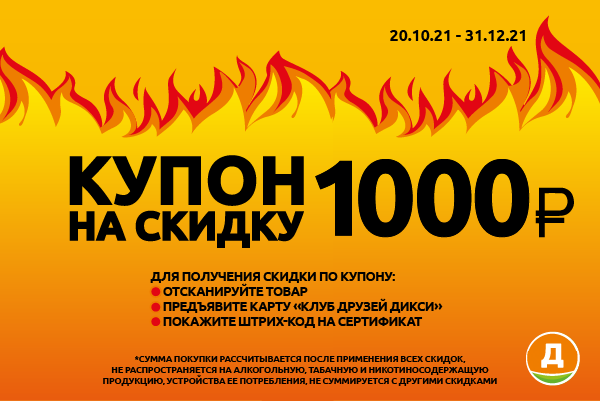 20.10.21 - 31.12.21
КУПОН
НА СКИДКУ
1000₽
ДЛЯ ПОЛУЧЕНИЯ СКИДКИ ПО КУПОНУ:
ОТСКАНИРУЙТЕ ТОВАР
ПРЕДЪЯВИТЕ КАРТУ «КЛУБ ДРУЗЕЙ ДИКСИ»
ПОКАЖИТЕ ШТРИХ-КОД НА СЕРТИФИКАТ
*СУММА ПОКУПКИ РАССЧИТЫВАЕТСЯ ПОСЛЕ ПРИМЕНЕНИЯ ВСЕХ СКИДОК,
НЕ РАСПРОСТРАНЯЕТСЯ НА АЛКОГОЛЬНУЮ, ТАБАЧНУЮ И НИКОТИНОСОДЕРЖАЩУЮ
ПРОДУКЦИЮ, УСТРОЙСТВА ЕЕ ПОТРЕБЛЕНИЯ, НЕ СУММИРУЕТСЯ С ДРУГИМИ СКИДКАМИ
Д